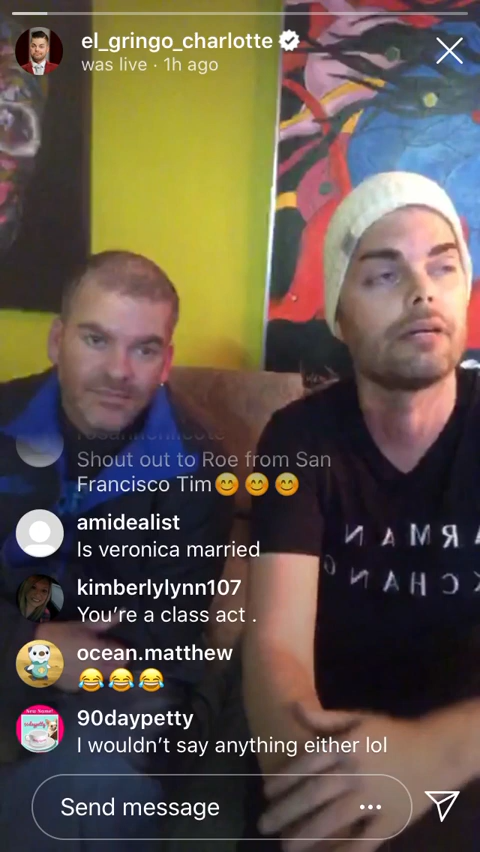 el_gringo_charlotte
was live · 1h ago
Shout out to Roe from San
Francisco Tim😊😊😊
amidealist
Is veronica married
kimberlylynn107
You’re a class act .
ocean.matthew
😂😂😂
90daypetty
I wouldn’t say anything either lol
Send message